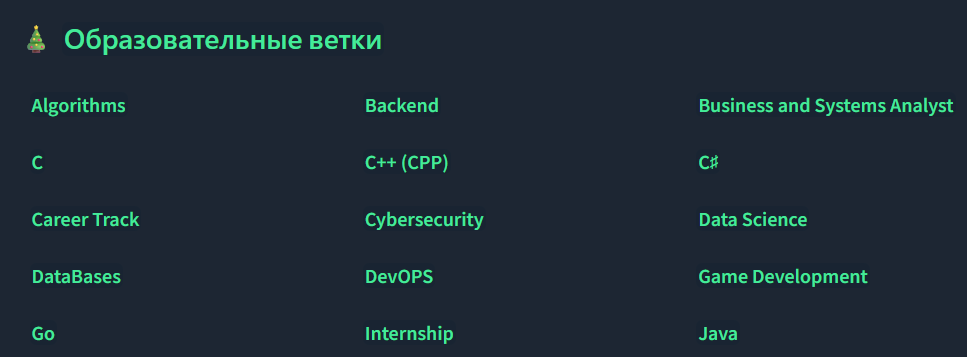 Образовательные ветки
Algorithms Backend Business and Systems Analyst
C C++ (CPP) C♯
Career Track Cybersecurity Data Science
DataBases DevOPS Game Development
Go Internship Java